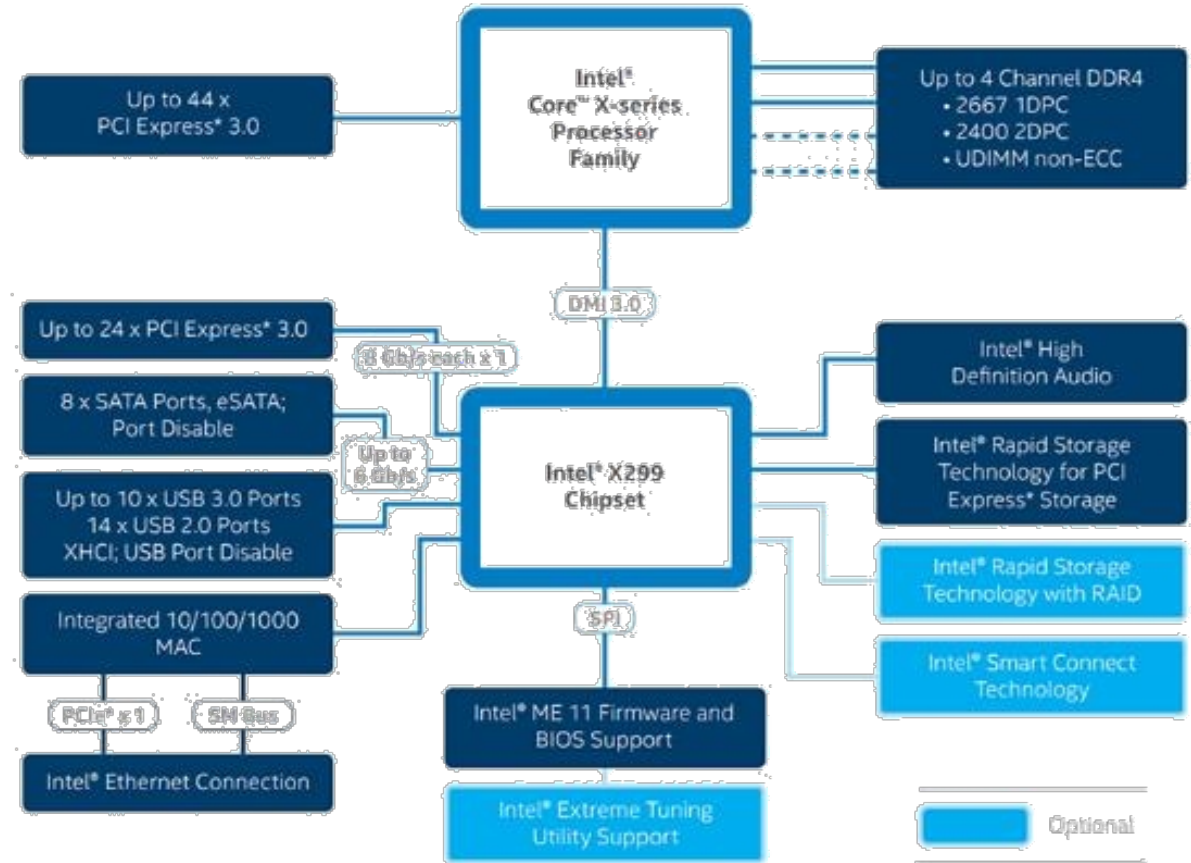 Intel® Core™ X-series Processor Family
Up to 44 x
PCI Express* 3.0
Up to 4 Channel DDR4
• 2667 1DPC
• 2400 2DPC
• UDIMM non-ECC
DMI 3.0
Up to 24 x PCI Express* 3.0
8 Gb/s each x 1
8 x SATA Ports, eSATA;
Port Disable
Up to
6 Gb/s
Up to 10 x USB 3.0 Ports
14 x USB 2.0 Ports
XHCI; USB Port Disable
Integrated 10/100/1000
MAC
PCIe* x 1
SM Bus
Intel® Ethernet Connection
Intel® X299
Chipset
Intel® High
Definition Audio
Intel® Rapid Storage
Technology for PCI
Express* Storage
Intel® Rapid Storage
Technology with RAID
Intel® Smart Connect
Technology
SPI
Intel® ME 11 Firmware and
BIOS Support
Intel® Extreme Tuning
Utility Support
Optional